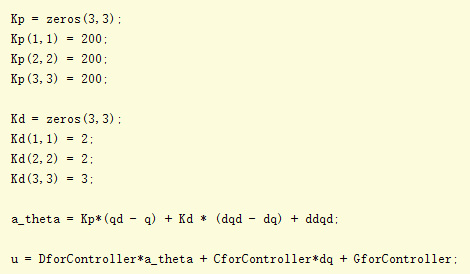 Kp = zeros(3,3);
Kp(1,1) = 200;
Kp(2,2) = 200;
Kp(3,3) = 200;
Kd = zeros(3,3);
Kd(1,1) = 2;
Kd(2,2) = 2;
Kd(3,3) = 3;
a_theta = Kp*(qd - q) + Kd * (dqd - dq) + ddqd;
u = DforController*a_theta + CforController*dq + GforController;